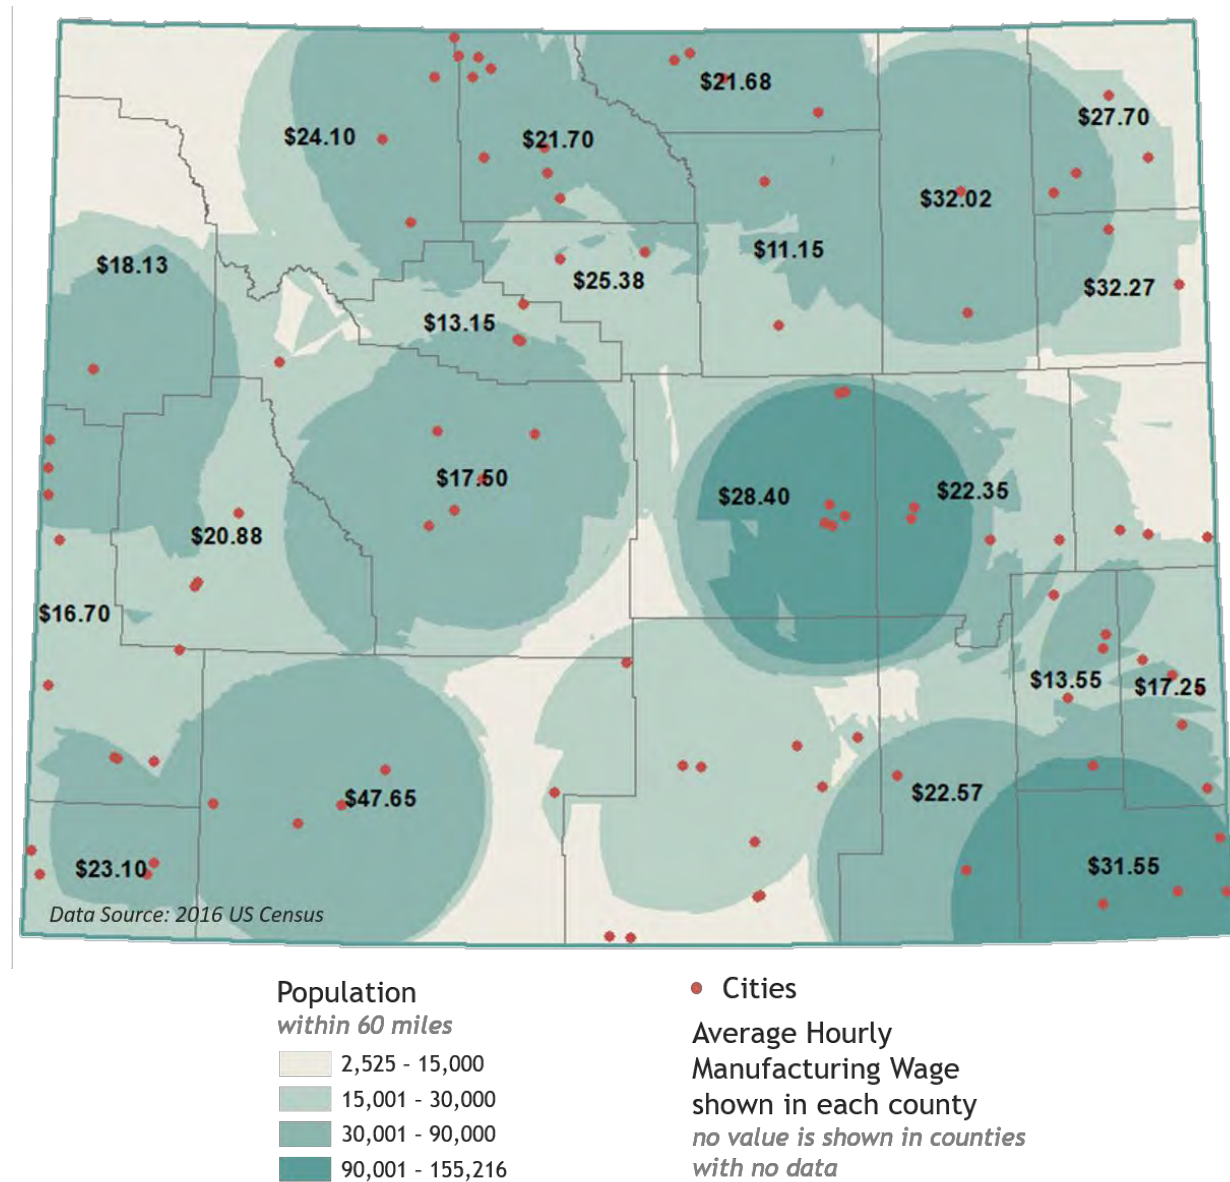 $21.68
$27.70
$24.10
$21.70
$32.02
$11.15
$18.13
$25.38
$32.27
$13.15
$17.50
$28.40
$22.35
$20.88
$16.70
$13.55
$17.25
$47.65
$22.57
$23.10
$31.55
Data Source: 2016 US Census
Population
within 60 miles
2,525 - 15,000
15,001 - 30,000
30,001 - 90,000
90,001 - 155,216
Cities
Average Hourly
Manufacturing Wage
shown in each county
no value is shown in counties
with no data